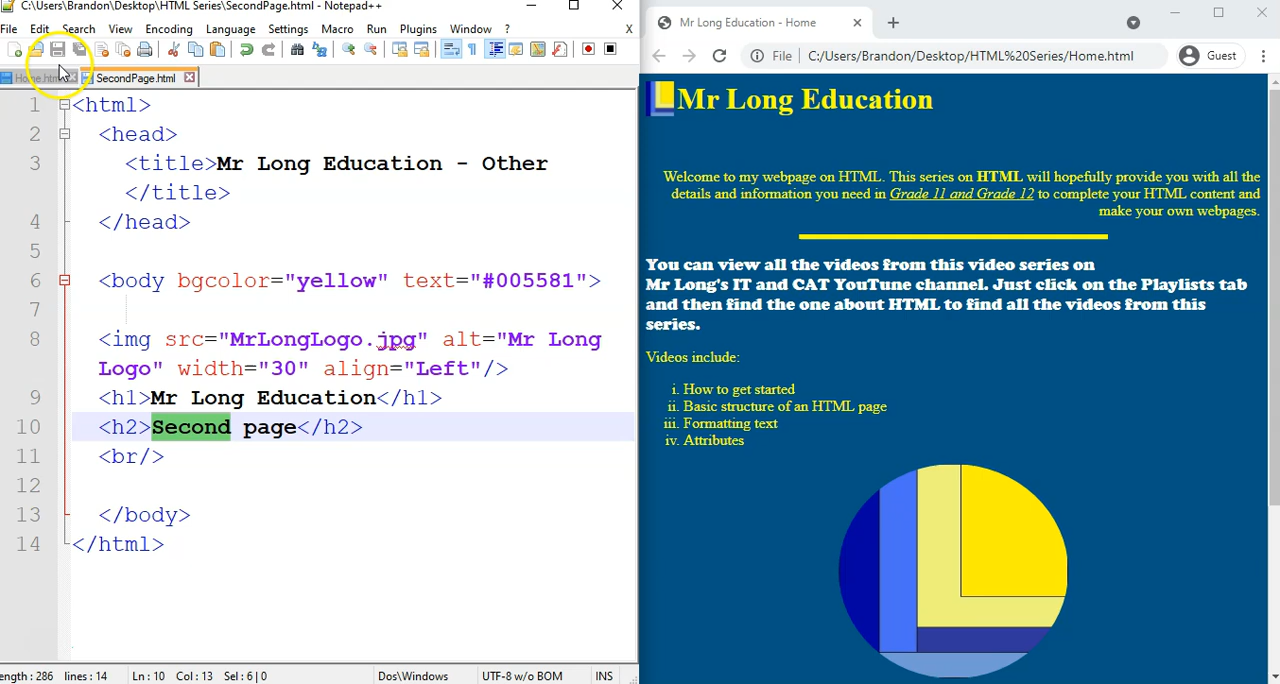 C:\Users\Brandon\Desktop\HTML Series\SecondPage.html - Notepad++
File Edit Search View Encoding Language Settings Macro Run Plugins Window ? X
Home.html SecondPage.html
1 <html>
2 <head>
3 <title>Mr Long Education - Other
</title>
4 </head>
5
6 <body bgcolor="yellow" text="#005581">
7
8 <img src="MrLongLogo.jpg" alt="Mr Long
Logo" width="30" align="Left"/>
9 <h1>Mr Long Education</h1>
10 <h2>Second page</h2>
11 <br/>
12
13 </body>
14 </html>
ength : 286 lines : 14 Ln : 10 Col : 13 Sel : 6 | 0 Dos\Windows UTF-8 w/o BOM INS
Mr Long Education - Home
File C:/Users/Brandon/Desktop/HTML%20Series/Home.html Guest
Mr Long Education
Welcome to my webpage on HTML. This series on HTML will hopefully provide you with all the
details and information you need in Grade 11 and Grade 12 to complete your HTML content and
make your own webpages.
You can view all the videos from this video series on
Mr Long's IT and CAT YouTune channel. Just click on the Playlists tab
and then find the one about HTML to find all the videos from this
series.
Videos include:
i. How to get started
ii. Basic structure of an HTML page
iii. Formatting text
iv. Attributes